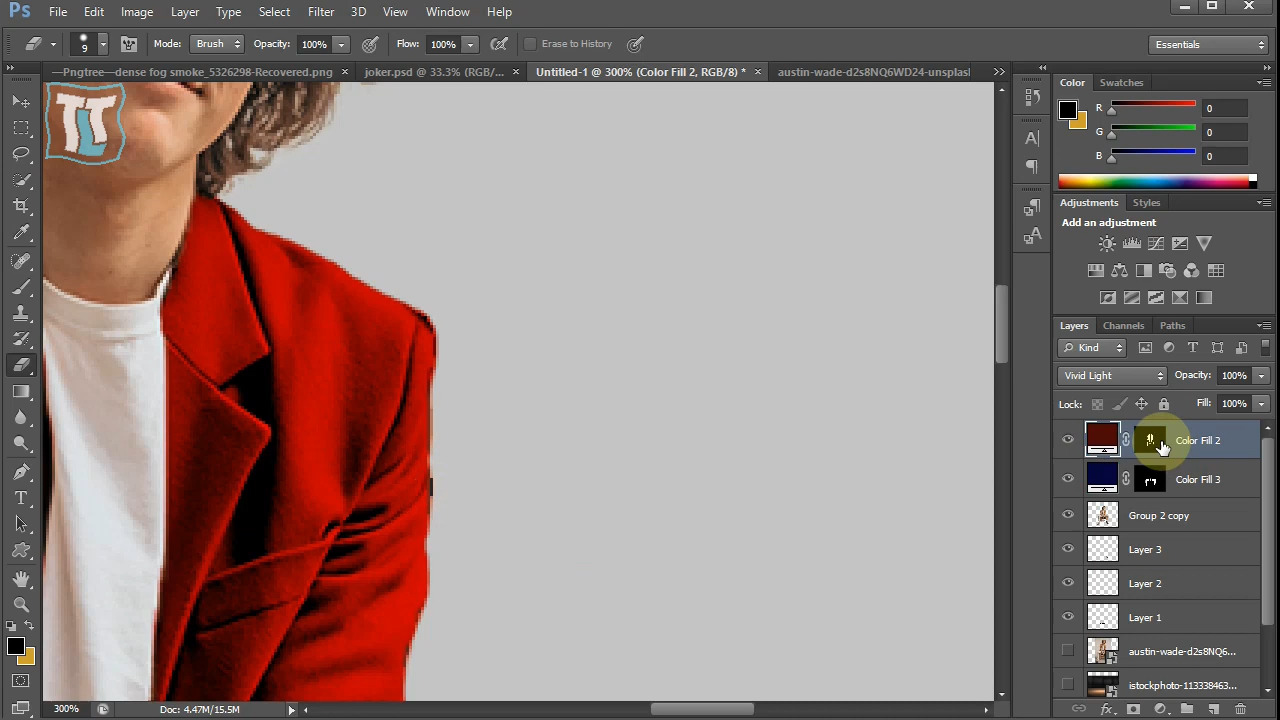 Ps File Edit Image Layer Type Select Filter 3D View Window Help
9 Mode: Brush Opacity: 100% Flow: 100% Erase to History Essentials
—Pngtree—dense fog smoke_5326298-Recovered.png × joker.psd @ 33.3% (RGB/... × Untitled-1 @ 300% (Color Fill 2, RGB/8) * × austin-wade-d2s8NQ6WD24-unsplash
TLT
Color Swatches
R 0
G 0
B 0
Adjustments Styles
Add an adjustment
Layers Channels Paths
Kind
Vivid Light Opacity: 100%
Lock: Fill: 100%
Color Fill 2
Color Fill 3
Group 2 copy
Layer 3
Layer 2
Layer 1
austin-wade-d2s8NQ6...
istockphoto-113338463...
300% Doc: 4.47M/15.5M